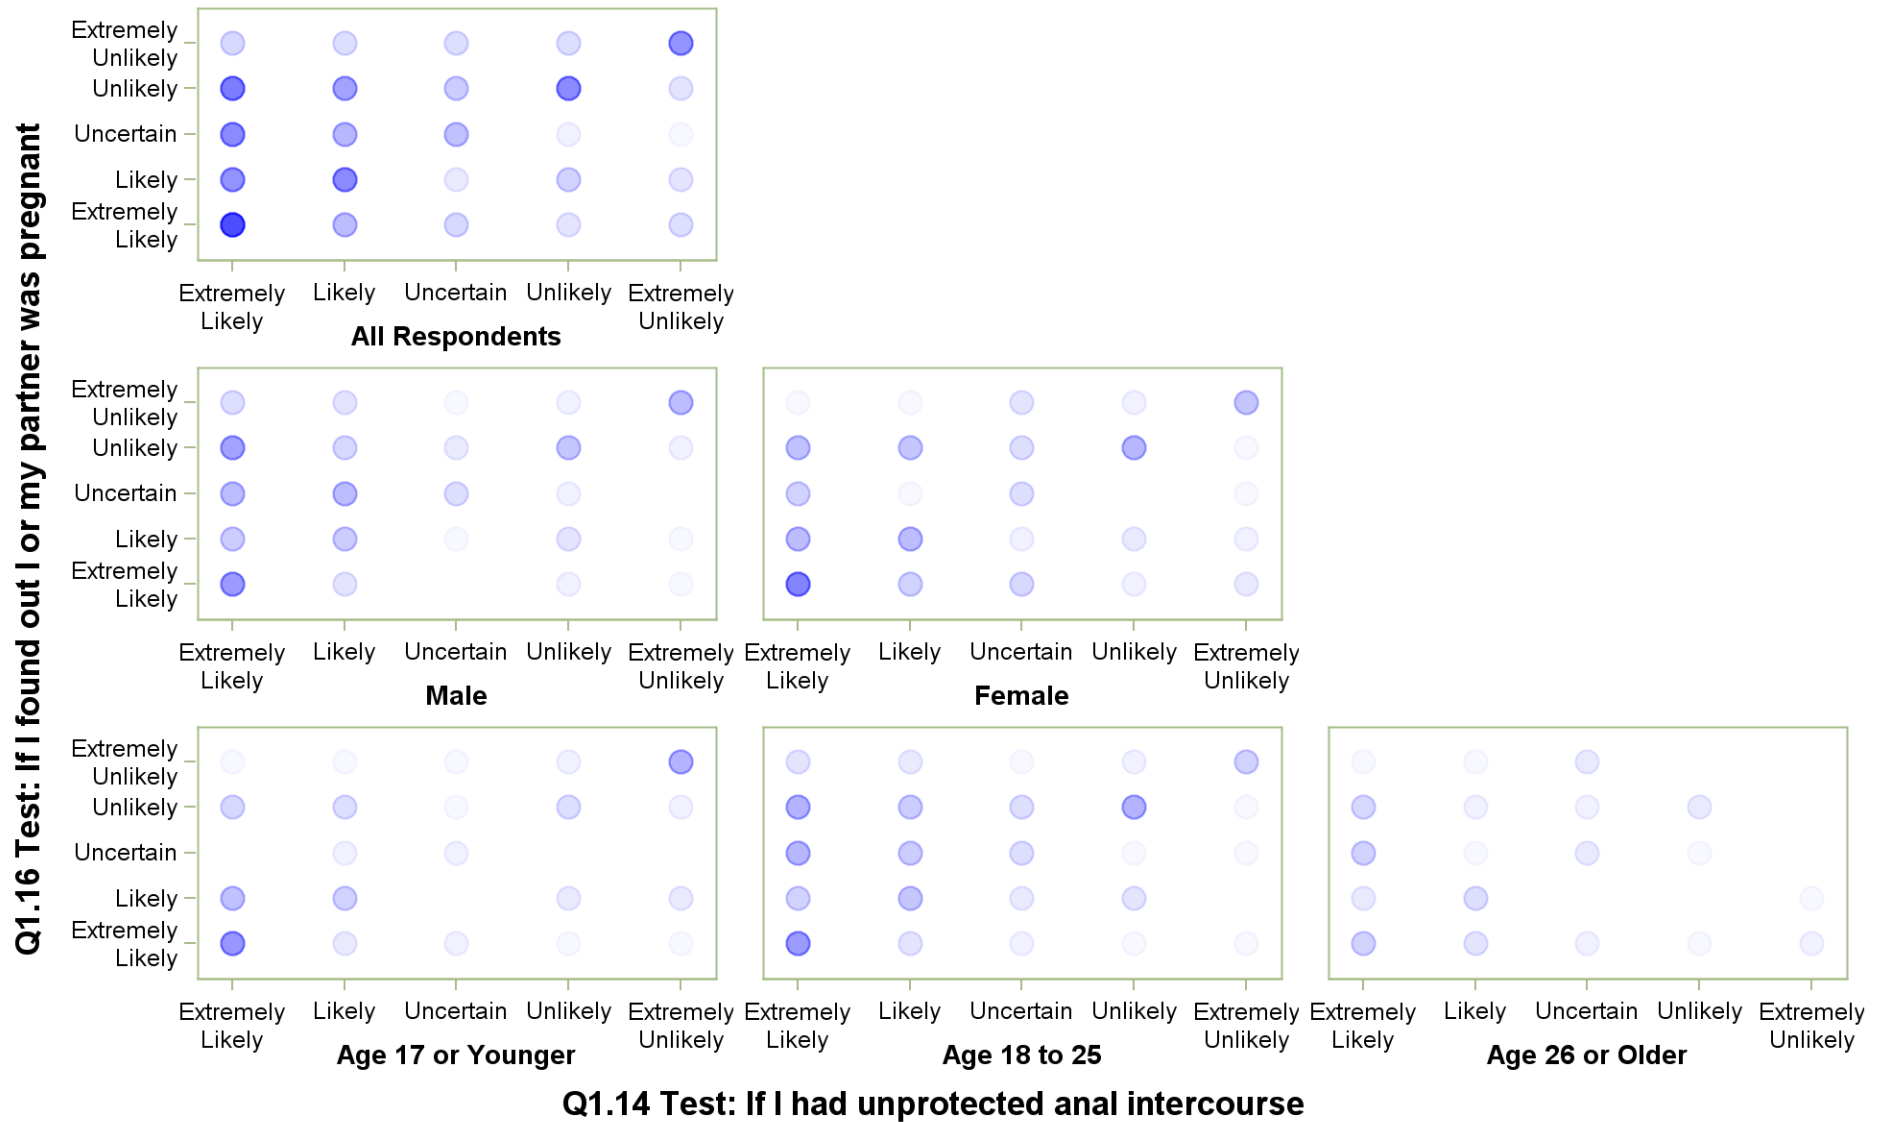 Q1.16 Test: If I found out I or my partner was pregnant
Extremely
Unlikely
Unlikely
Uncertain
Likely
Extremely
Likely
Extremely
Likely
Likely
Uncertain
Unlikely
Extremely
Unlikely
All Respondents
Extremely
Unlikely
Unlikely
Uncertain
Likely
Extremely
Likely
Extremely
Likely
Likely
Uncertain
Unlikely
Extremely
Unlikely
Male
Extremely
Likely
Likely
Uncertain
Unlikely
Extremely
Unlikely
Female
Extremely
Unlikely
Unlikely
Uncertain
Likely
Extremely
Likely
Extremely
Likely
Likely
Uncertain
Unlikely
Extremely
Unlikely
Age 17 or Younger
Extremely
Likely
Likely
Uncertain
Unlikely
Extremely
Unlikely
Age 18 to 25
Extremely
Likely
Likely
Uncertain
Unlikely
Extremely
Unlikely
Age 26 or Older
Q1.14 Test: If I had unprotected anal intercourse